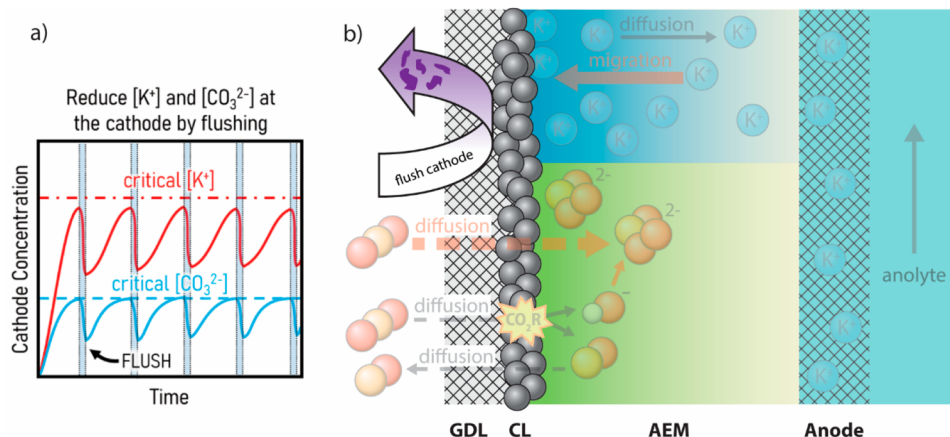 a)
Reduce [K⁺] and [CO₃²⁻] at
the cathode by flushing
Cathode Concentration
critical [K⁺]
critical [CO₃²⁻]
FLUSH
Time
b)
flush cathode
K⁺
K⁺
diffusion
K⁺
K⁺
migration
K⁺
K⁺
K⁺
K⁺
K⁺
K⁺
K⁺
K⁺
K⁺
K⁺
K⁺
K⁺
2-
2-
diffusion
diffusion
CO₂R
-
diffusion
anolyte
GDL
CL
AEM
Anode